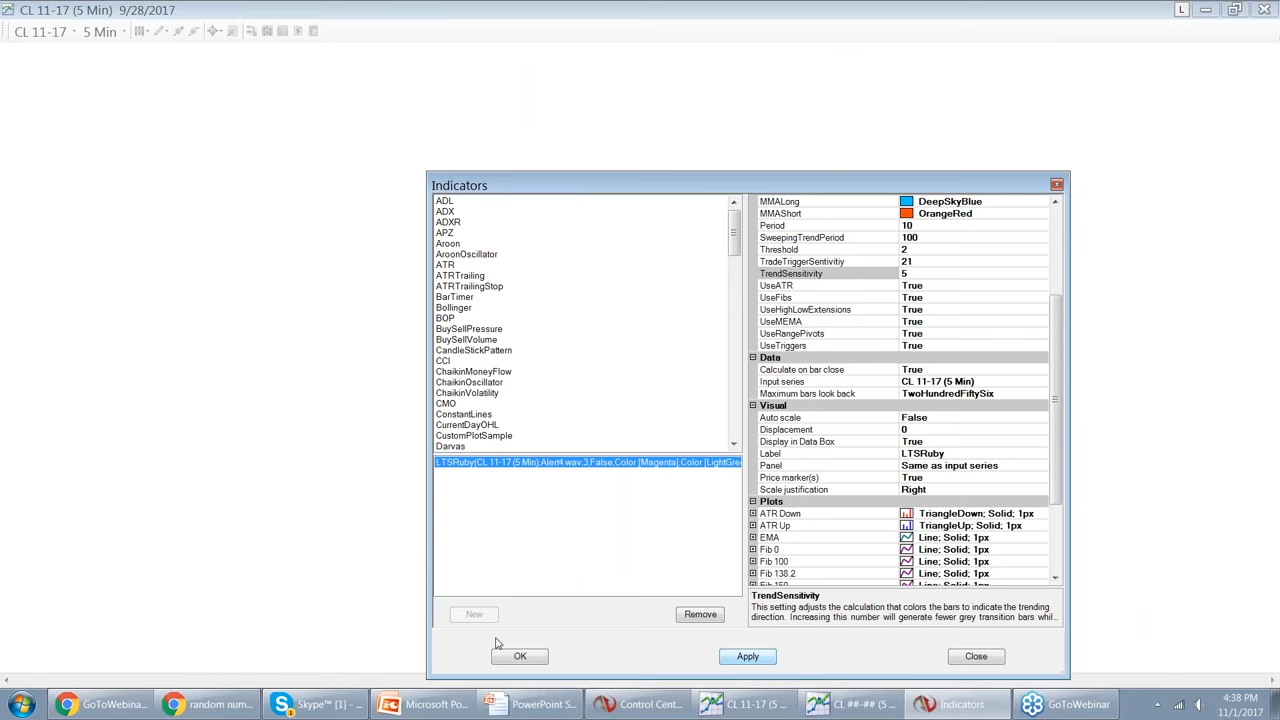 CL 11-17 (5 Min) 9/28/2017
L
CL 11-17 5 Min
Indicators
ADL
ADX
ADXR
APZ
Aroon
AroonOscillator
ATR
ATRTrailing
ATRTrailingStop
BarTimer
Bollinger
BOP
BuySellPressure
BuySellVolume
CandleStickPattern
CCI
ChaikinMoneyFlow
ChaikinOscillator
ChaikinVolatility
CMO
ConstantLines
CurrentDayOHL
CustomPlotSample
Darvas
LTSRuby(CL 11-17 (5 Min),Alert4.wav,3,False,Color [Magenta],Color [LightGre
New
Remove
MMALong DeepSkyBlue
MMAShort OrangeRed
Period 10
SweepingTrendPeriod 100
Threshold 2
TradeTriggerSentivitiy 21
TrendSensitivity 5
UseATR True
UseFibs True
UseHighLowExtensions True
UseMEMA True
UseRangePivots True
UseTriggers True
Data
Calculate on bar close True
Input series CL 11-17 (5 Min)
Maximum bars look back TwoHundredFiftySix
Visual
Auto scale False
Displacement 0
Display in Data Box True
Label LTSRuby
Panel Same as input series
Price marker(s) True
Scale justification Right
Plots
ATR Down TriangleDown; Solid; 1px
ATR Up TriangleUp; Solid; 1px
EMA Line; Solid; 1px
Fib 0 Line; Solid; 1px
Fib 100 Line; Solid; 1px
Fib 138.2 Line; Solid; 1px
TrendSensitivity
This setting adjusts the calculation that colors the bars to indicate the trending
direction. Increasing this number will generate fewer grey transition bars whil...
OK
Apply
Close
GoToWebina...
random num...
Skype™ [1] - ...
Microsoft Po...
PowerPoint S...
Control Cent...
CL 11-17 (5 ...
CL ##-## (5 ...
Indicators
GoToWebinar
4:38 PM
11/1/2017